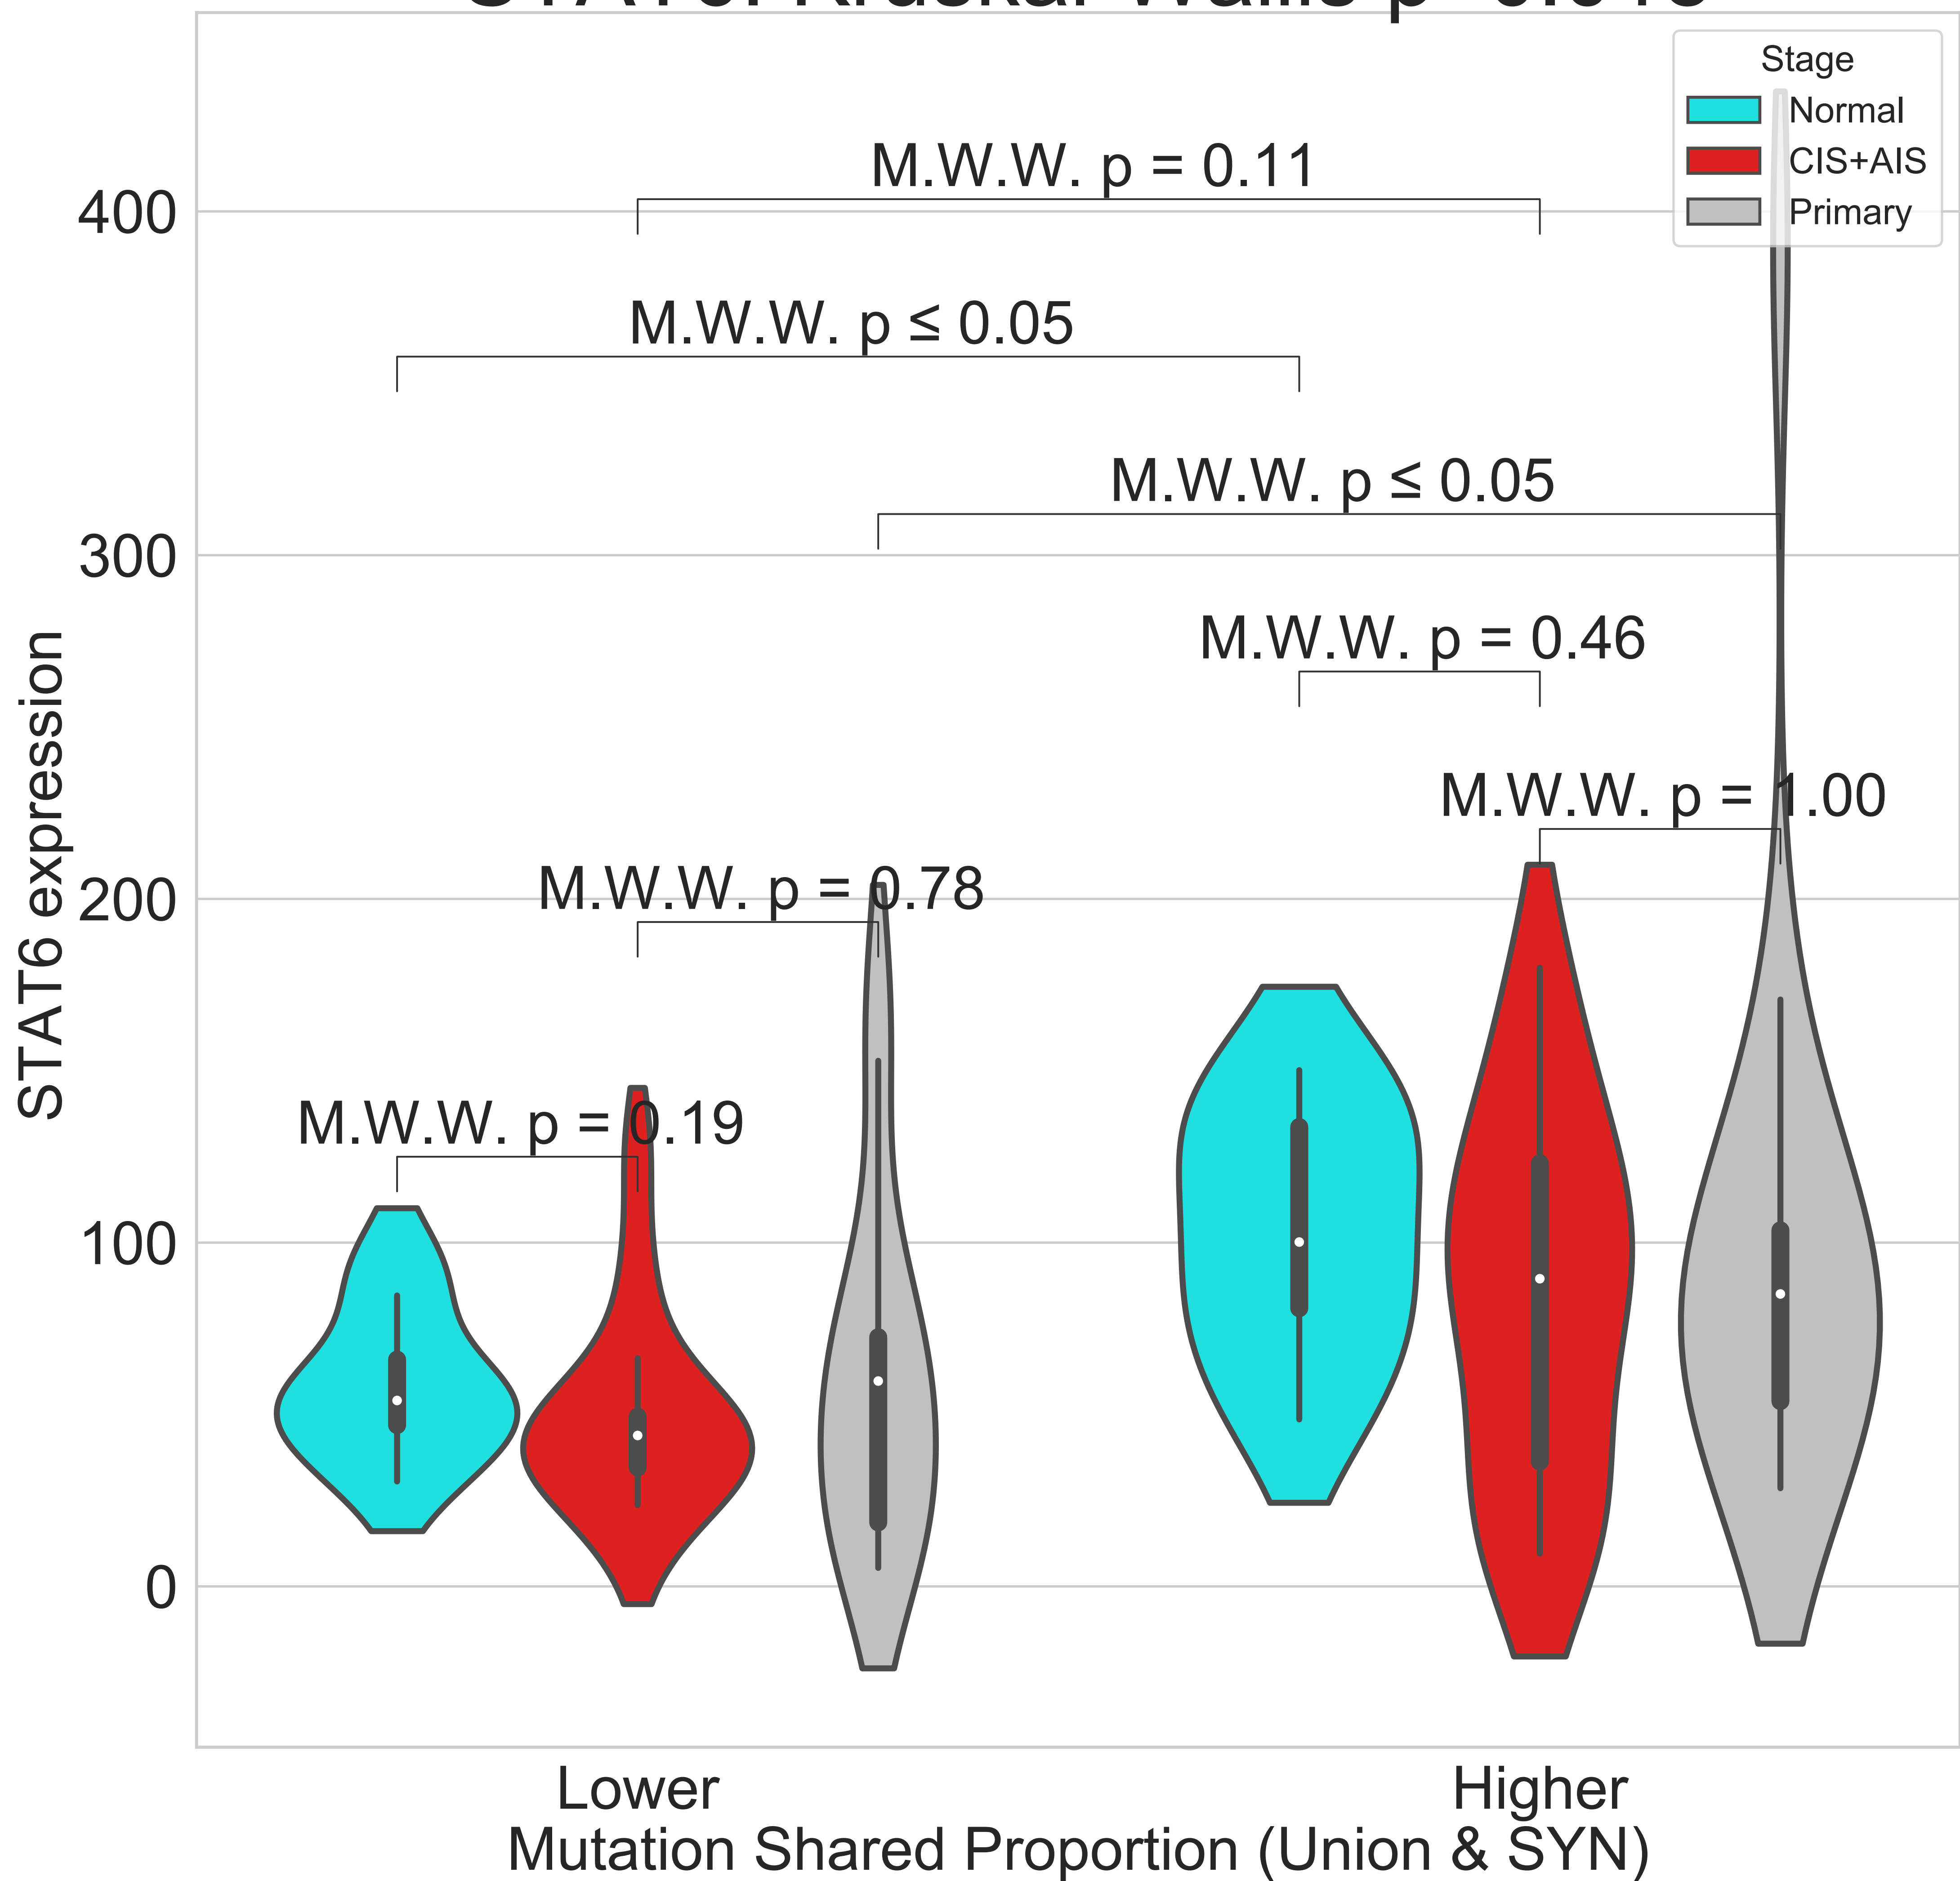 Stage
Normal
CIS+AIS
Primary
M.W.W. p = 0.11
400
M.W.W. p ≤ 0.05
M.W.W. p ≤ 0.05
300
M.W.W. p = 0.46
M.W.W. p = 1.00
STAT6 expression
M.W.W. p = 0.78
200
M.W.W. p = 0.19
100
0
Lower
Higher
Mutation Shared Proportion (Union & SYN)